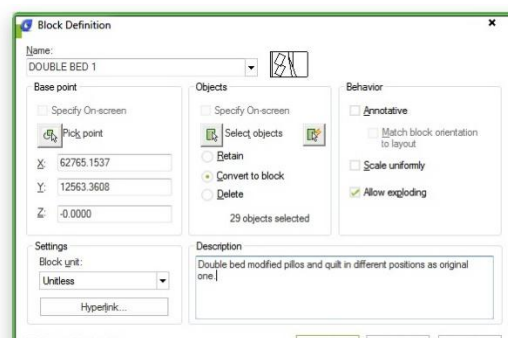 Block Definition
Name:
DOUBLE BED 1
Base point
Specify On-screen
Pick point
X: 62765.1537
Y: 12563.3608
Z: -0.0000
Objects
Specify On-screen
Select objects
Retain
Convert to block
Delete
29 objects selected
Behavior
Annotative
Match block orientation
to layout
Scale uniformly
Allow exploding
Settings
Block unit:
Unitless
Hyperlink...
Description
Double bed modified pillos and quilt in different positions as original
one.